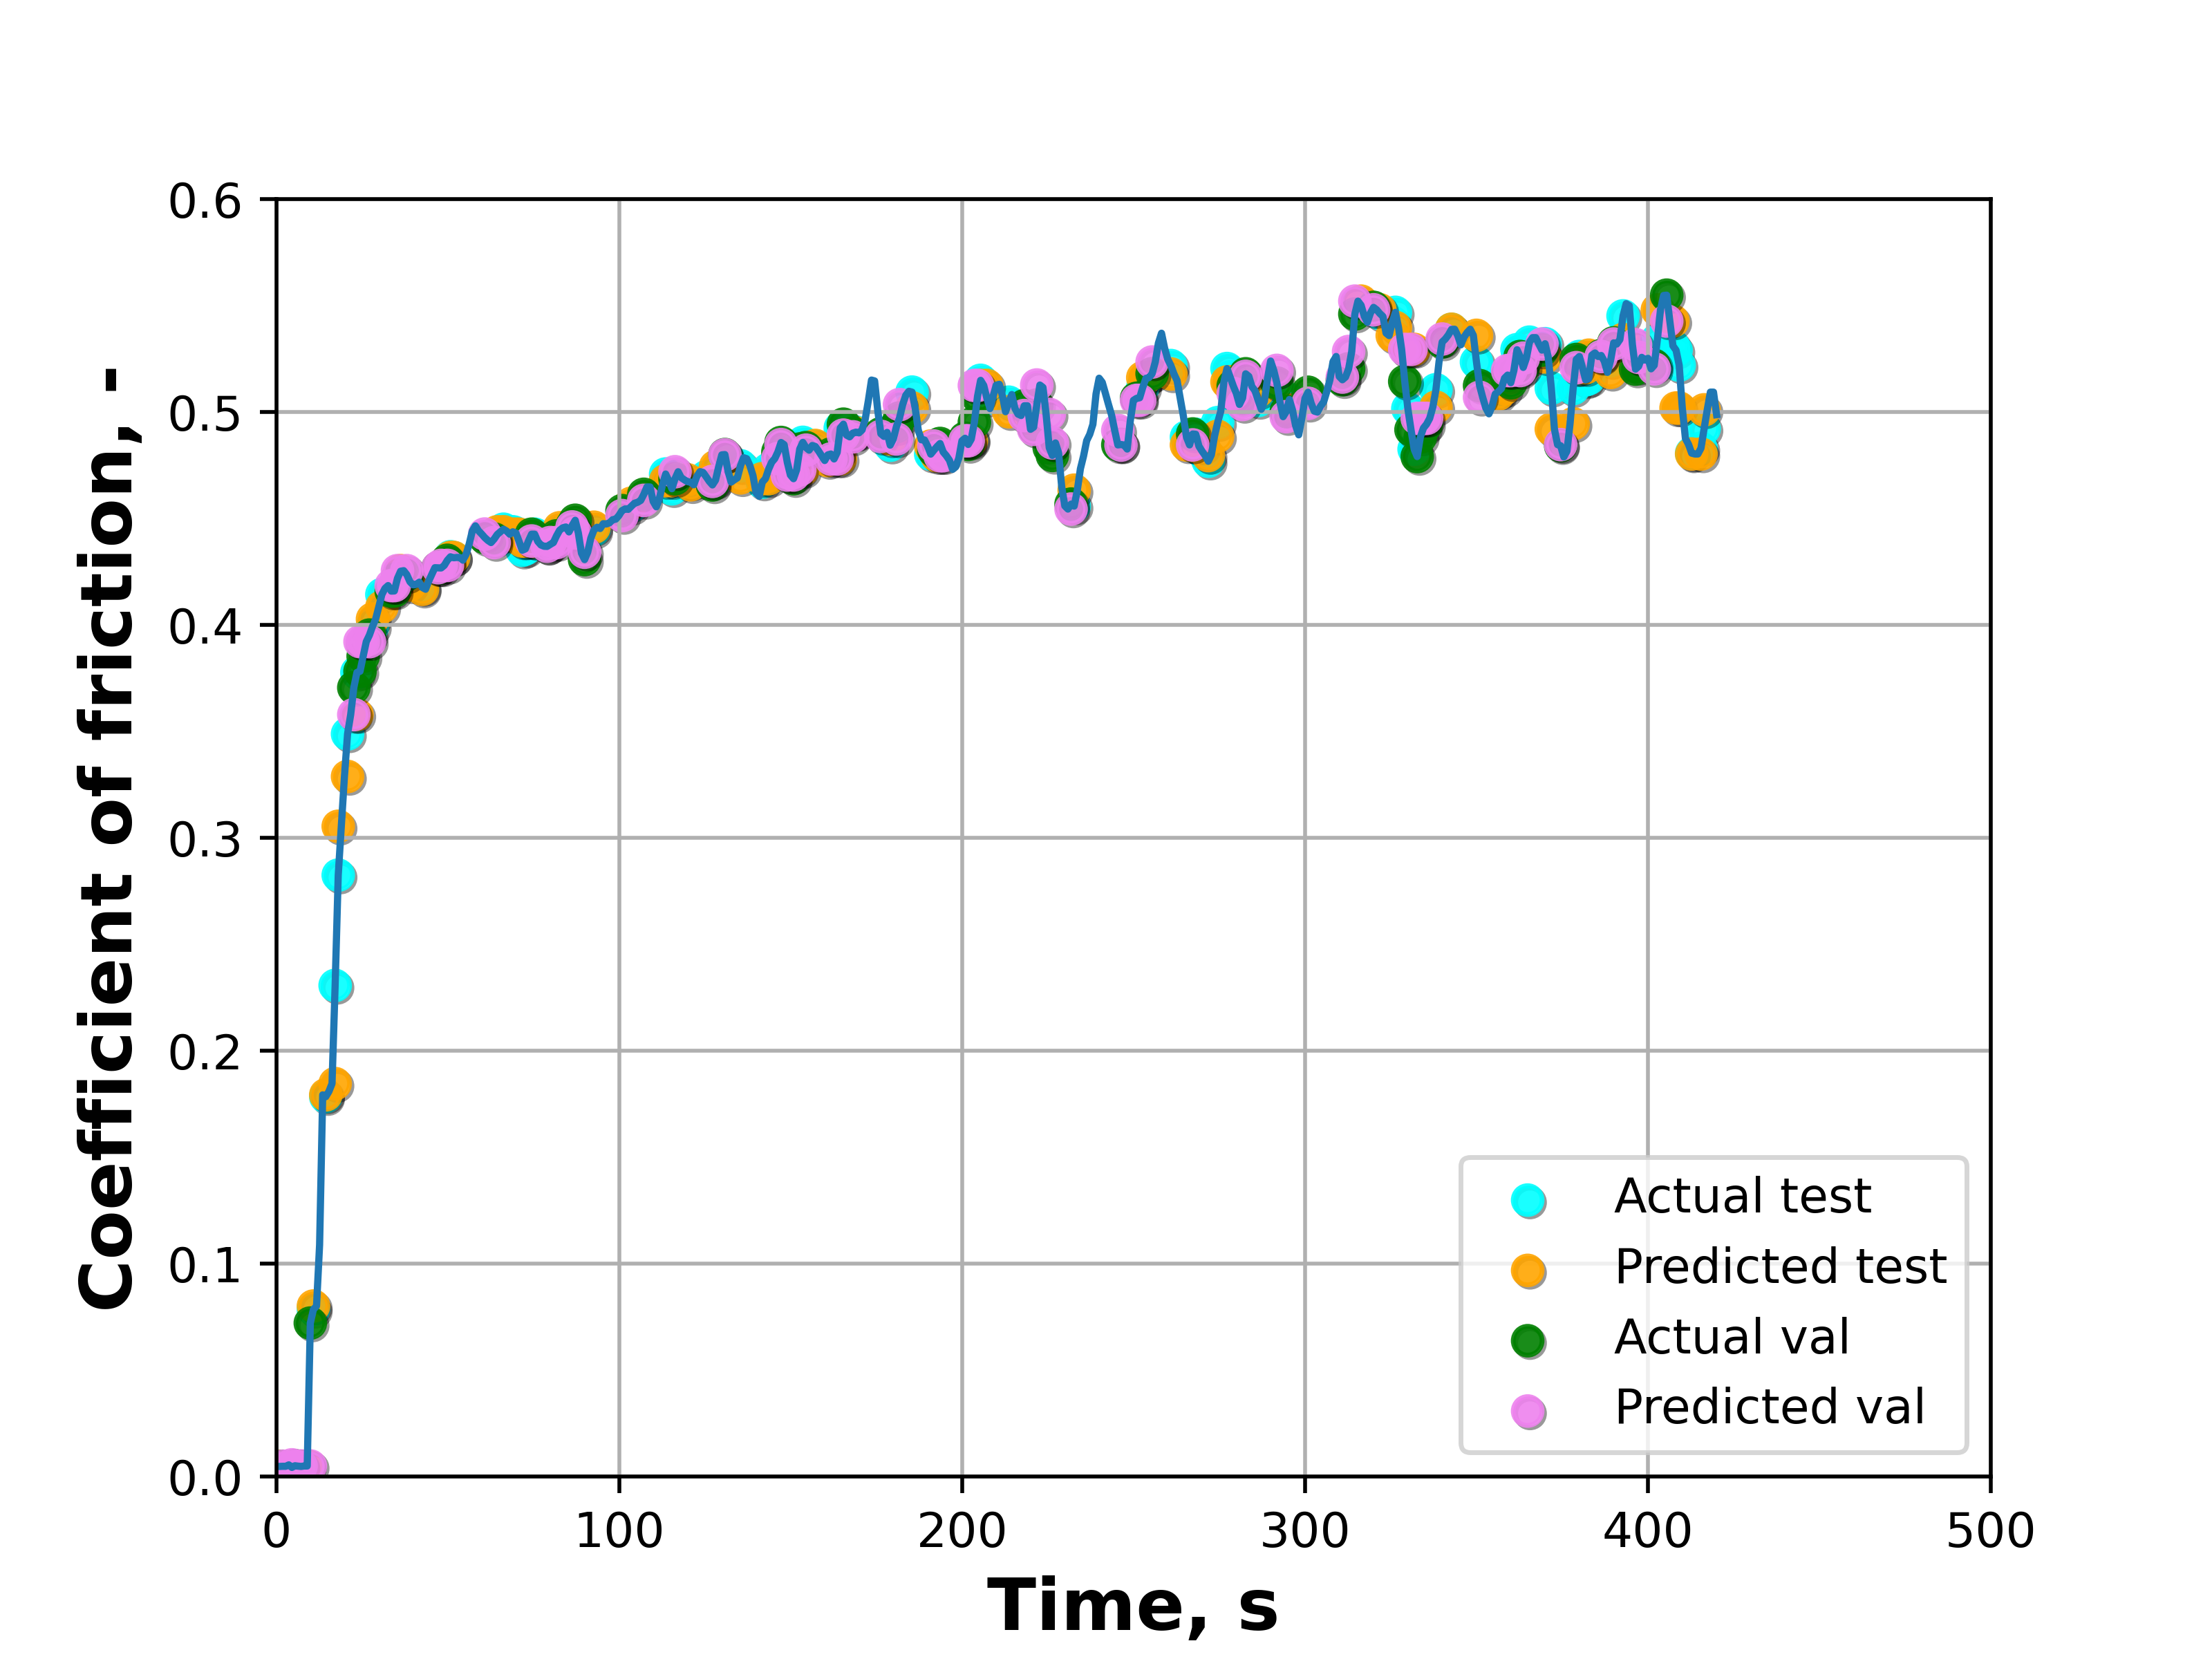 Coefficient of friction, -
0.6
0.5
0.4
0.3
0.2
0.1
0.0
0 100 200 300 400 500
Time, s
Actual test
Predicted test
Actual val
Predicted val